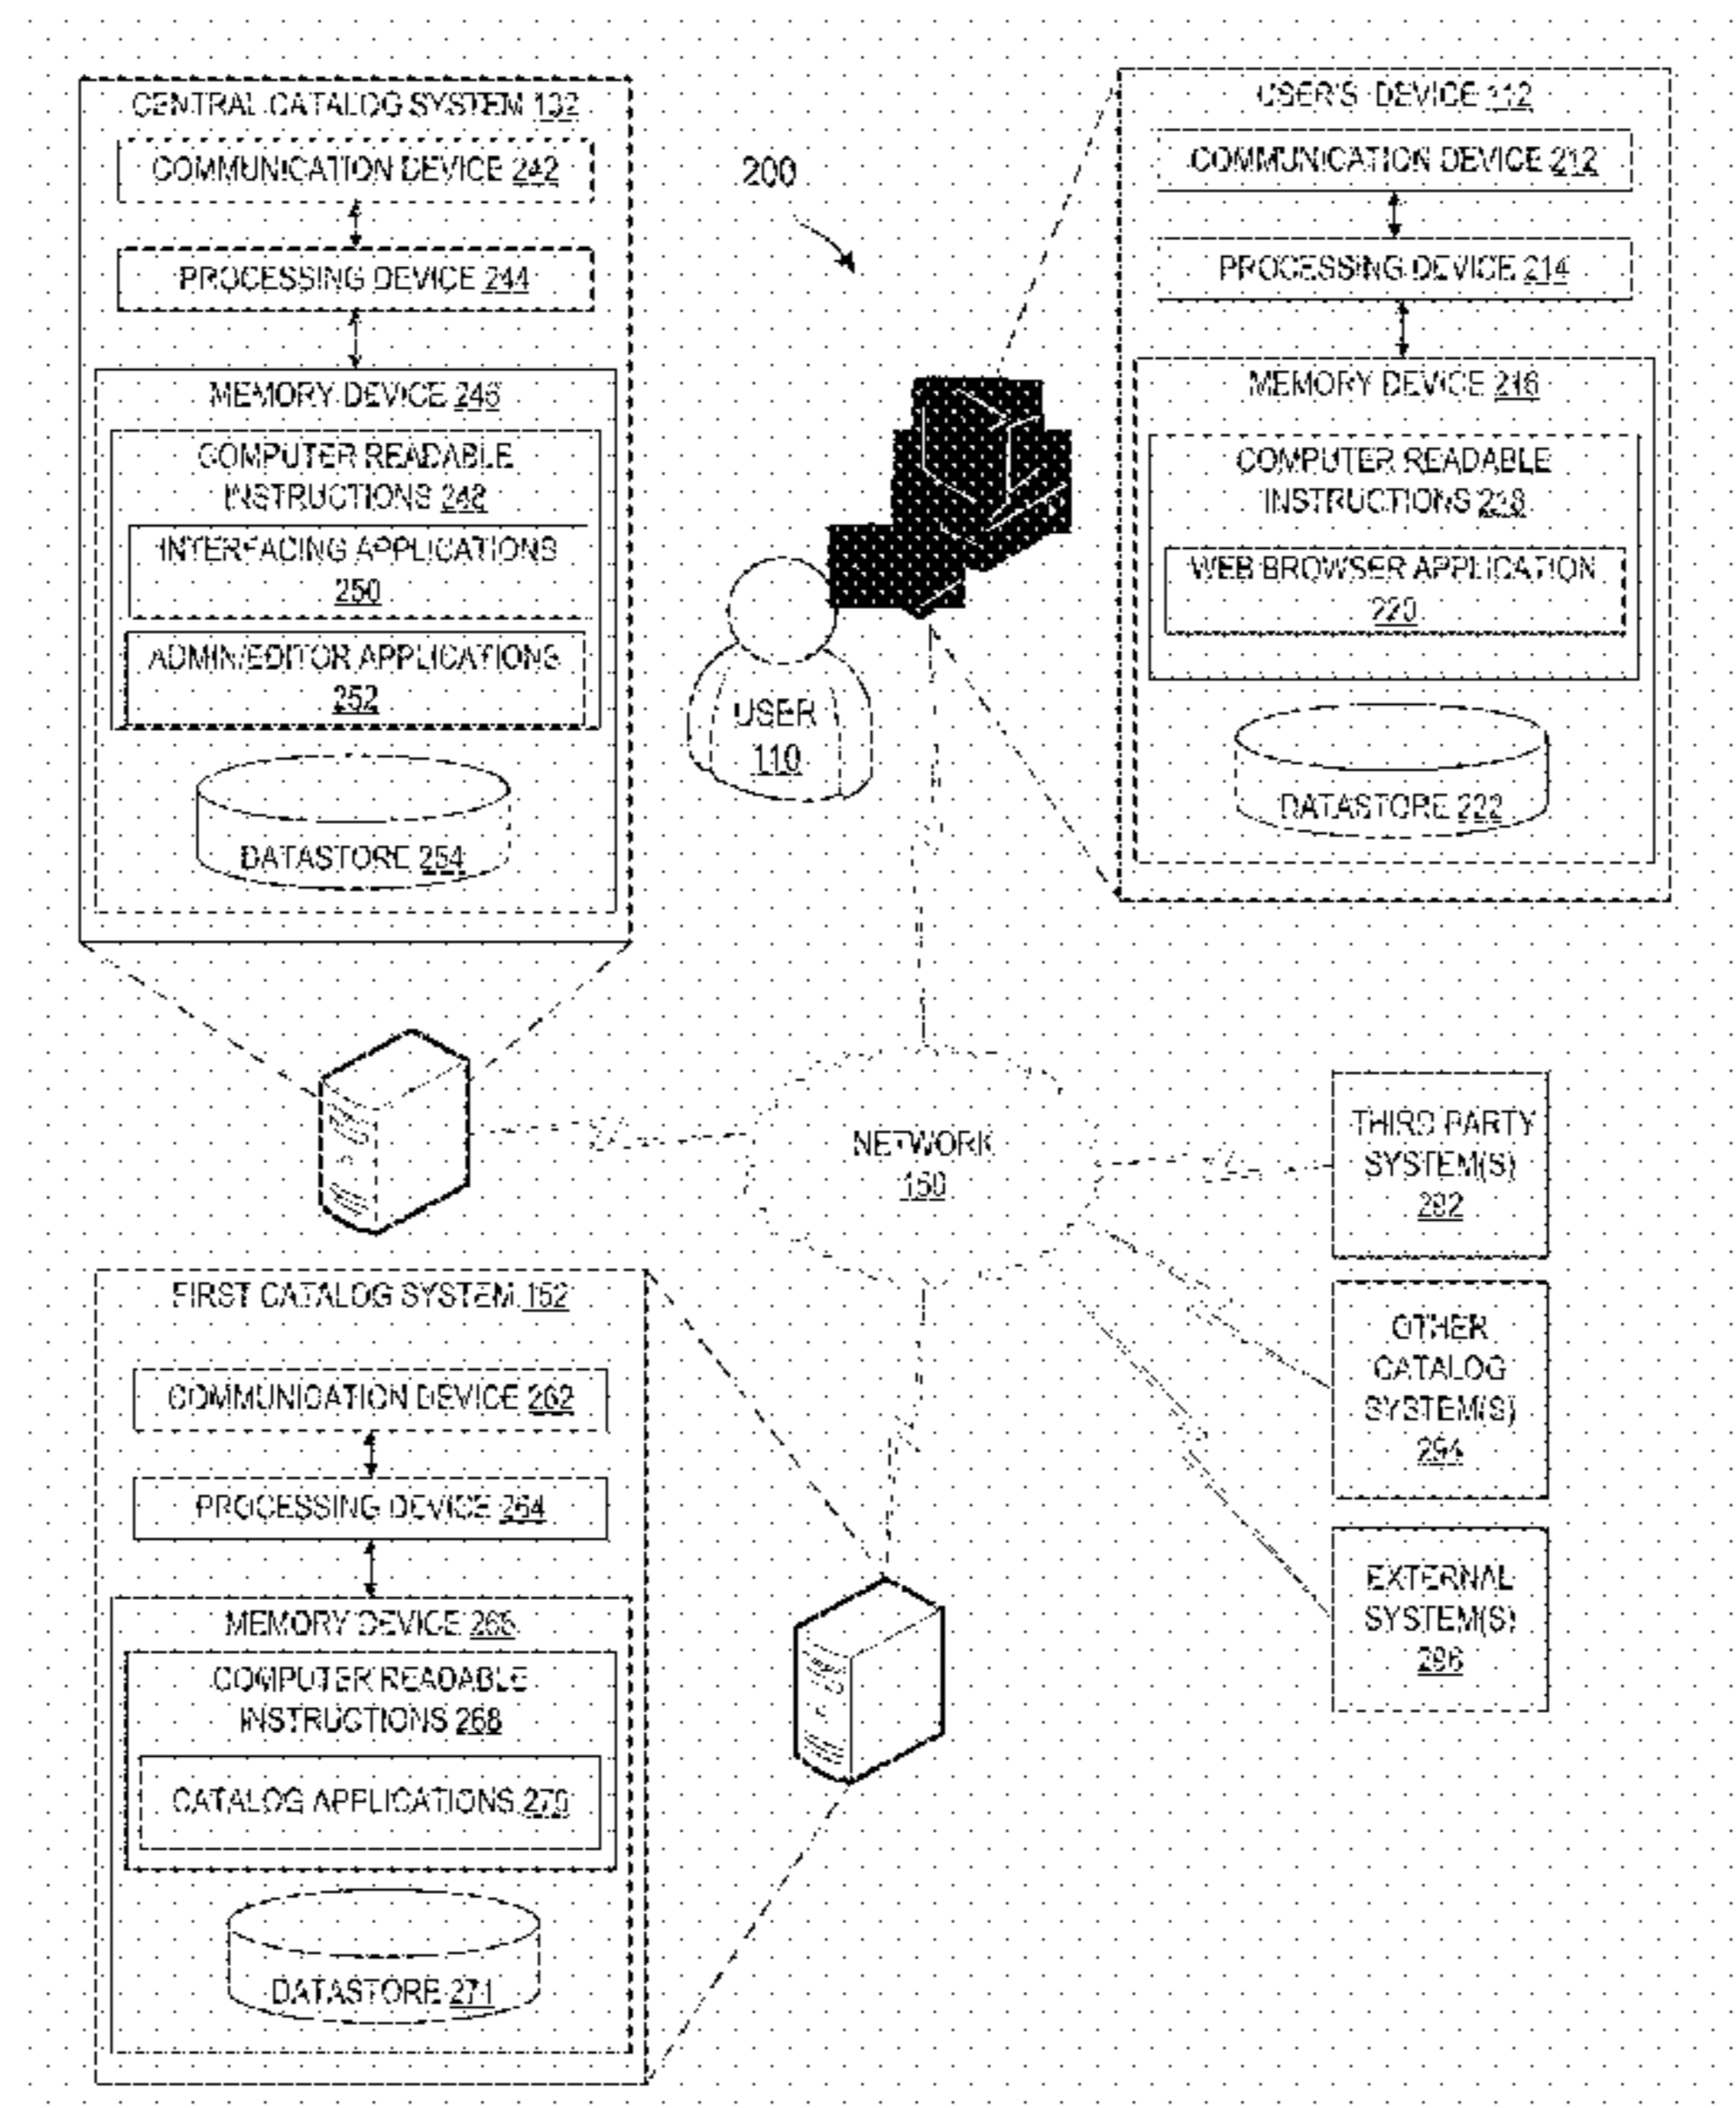 CENTRAL CATALOG SYSTEM 132
COMMUNICATION DEVICE 242
PROCESSING DEVICE 244
MEMORY DEVICE 246
COMPUTER READABLE
INSTRUCTIONS 248
INTERFACING APPLICATIONS
250
ADMIN/EDITOR APPLICATIONS
252
DATASTORE 254
200
USER
110
USER'S DEVICE 112
COMMUNICATION DEVICE 212
PROCESSING DEVICE 214
MEMORY DEVICE 216
COMPUTER READABLE
INSTRUCTIONS 218
WEB BROWSER APPLICATION
220
DATASTORE 222
NETWORK
150
THIRD PARTY
SYSTEM(S)
292
OTHER
CATALOG
SYSTEM(S)
294
EXTERNAL
SYSTEM(S)
296
FIRST CATALOG SYSTEM 152
COMMUNICATION DEVICE 262
PROCESSING DEVICE 264
MEMORY DEVICE 266
COMPUTER READABLE
INSTRUCTIONS 268
CATALOG APPLICATIONS 270
DATASTORE 271